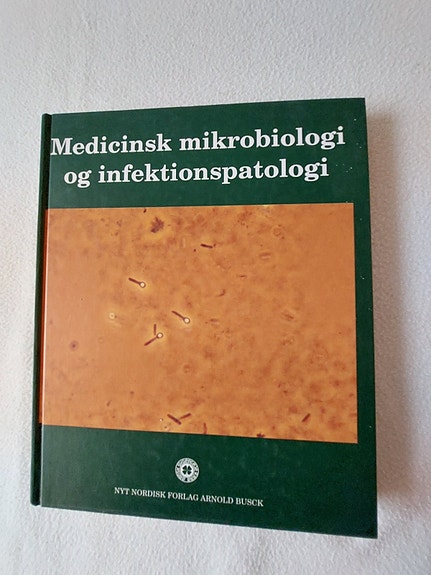 Medicinsk mikrobiologi
og infektionspatologi
NYT NORDISK FORLAG ARNOLD BUSCK